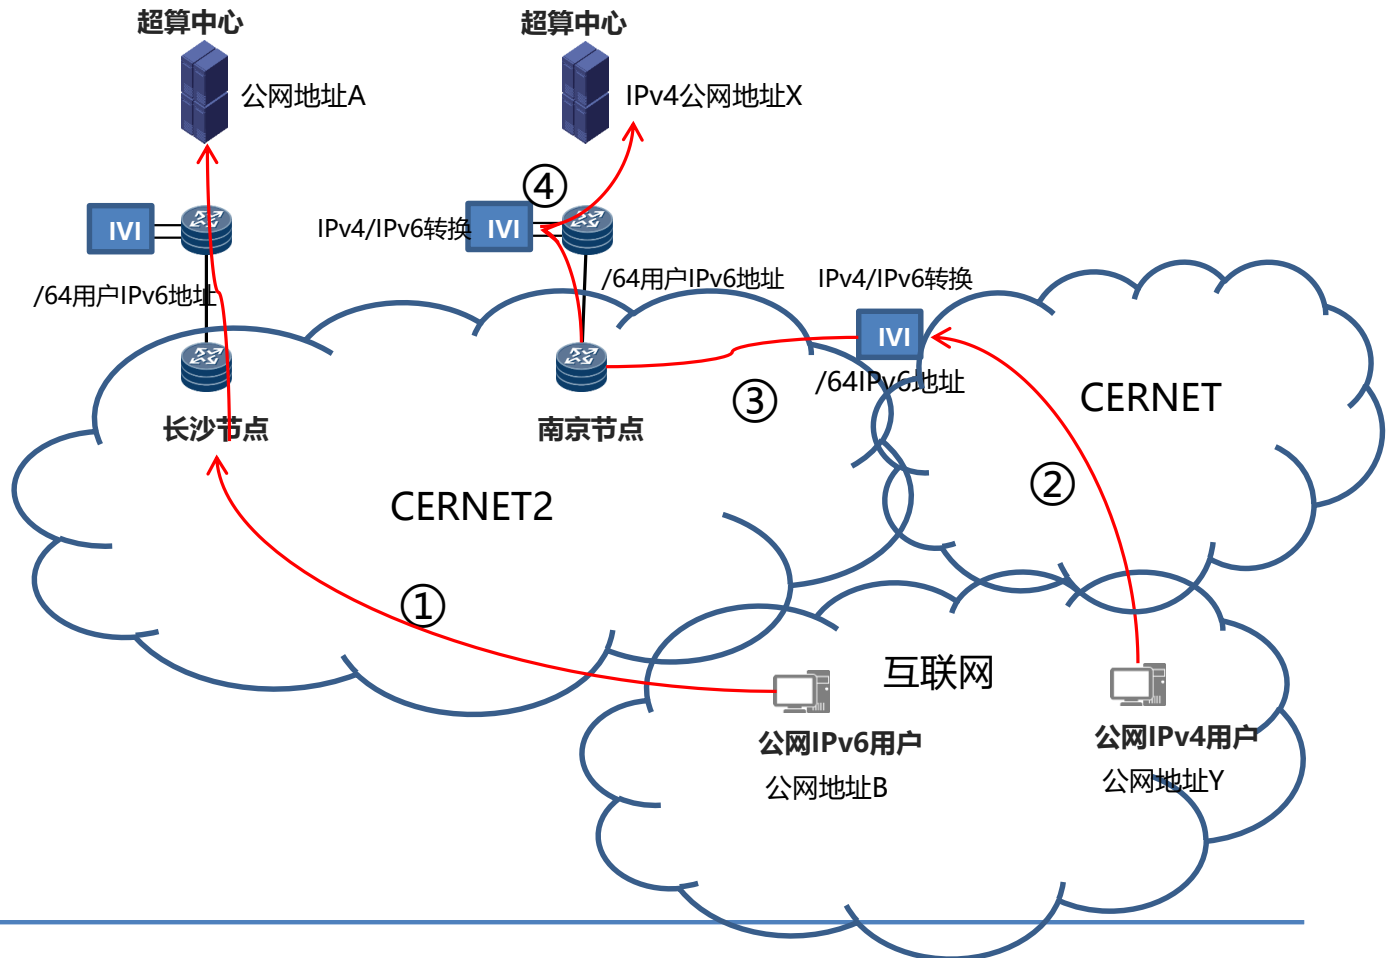 超算中心
超算中心
公网地址A
IPv4公网地址X
④
IVI
IPv4/IPv6转换
IVI
/64用户IPv6地址
/64用户IPv6地址
IPv4/IPv6转换
IVI
/64IPv6地址
③
CERNET
长沙节点
南京节点
②
CERNET2
①
互联网
公网IPv6用户
公网地址B
公网IPv4用户
公网地址Y